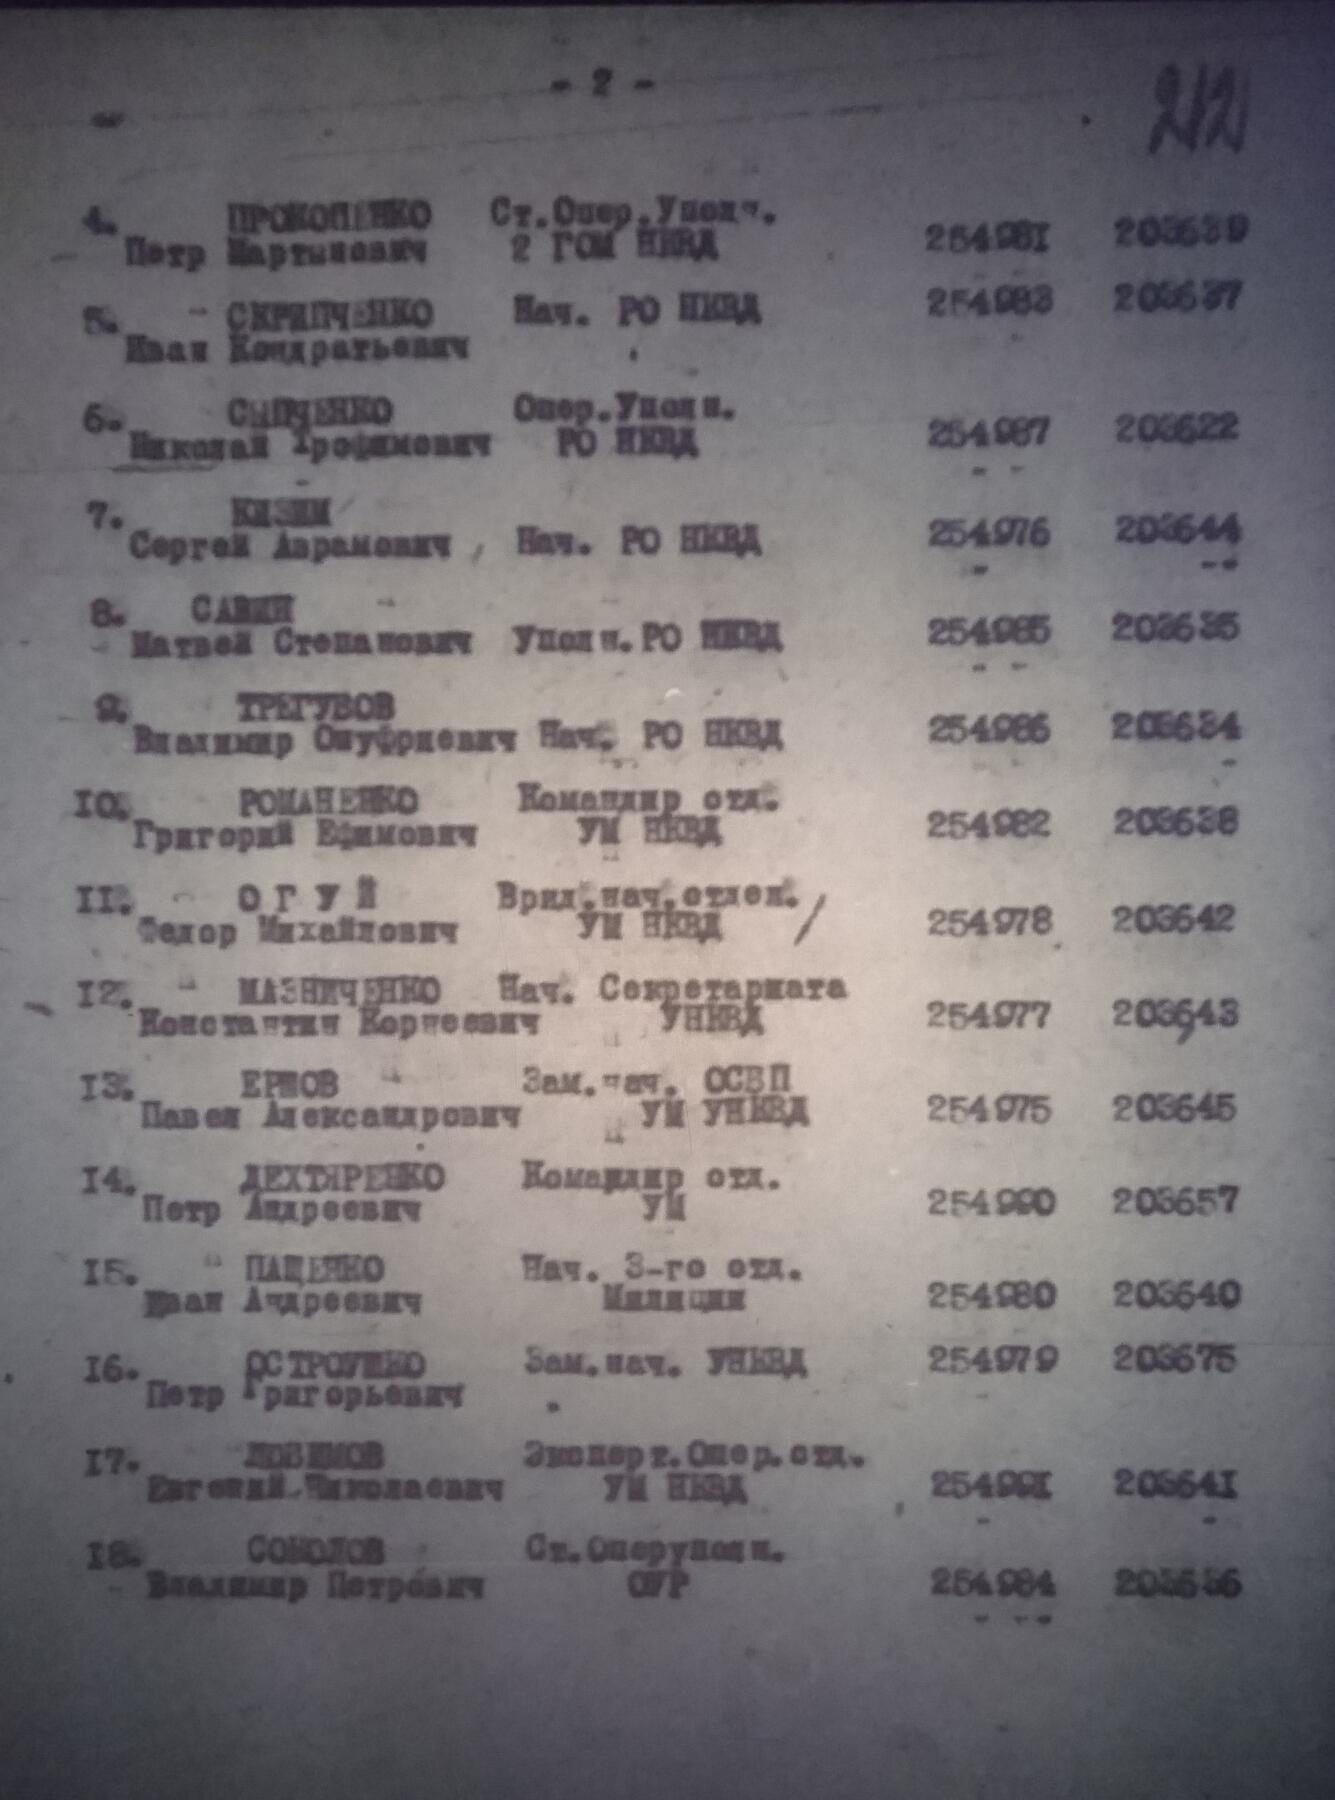 - 2 -
212
4. ПРОКОПЕНКО Ст.Опер.Уполн.
Петр Мартынович 2 ГОМ НКВД 254981 203639
5. СКРИПЧЕНКО Нач. РО НКВД 254983 203637
Иван Кондратьевич
6. СЫПЧЕНКО Опер.Уполн.
Николай Трофимович РО НКВД 254987 203622
7. КИЗИМ
Сергей Аврамович, Нач. РО НКВД 254976 203644
8. САВИН
Матвей Степанович Уполн.РО НКВД 254985 203635
9. ТРЕГУБОВ
Владимир Онуфриевич Нач. РО НКВД 254986 203634
10. РОМАНЕНКО Командир отд.
Григорий Ефимович УМ НКВД 254982 203638
11. О Г У Й Врид.нач.отдел.
Федор Михайлович УМ НКВД 254978 203642
12. МАЗНИЧЕНКО Нач. Секретариата
Константин Корнеевич УНКВД 254977 203643
13. ЕРШОВ Зам.нач. ОСВП
Павел Александрович УМ УНКВД 254975 203645
14. ДЕХТЯРЕНКО Командир отд.
Петр Андреевич УМ 254990 203657
15. ПАЦЕНКО Нач. 3-го отд.
Иван Андреевич Милиции 254980 203640
16. ОСТРОУШКО Зам.нач. УНКВД 254979 203675
Петр Григорьевич
17. ЛОБИМОВ Эксперт.Опер.отд.
Евгений Николаевич УМ НКВД 254991 203641
18. СОКОЛОВ Ст.Оперуполн.
Владимир Петрович ОУР 254984 203636